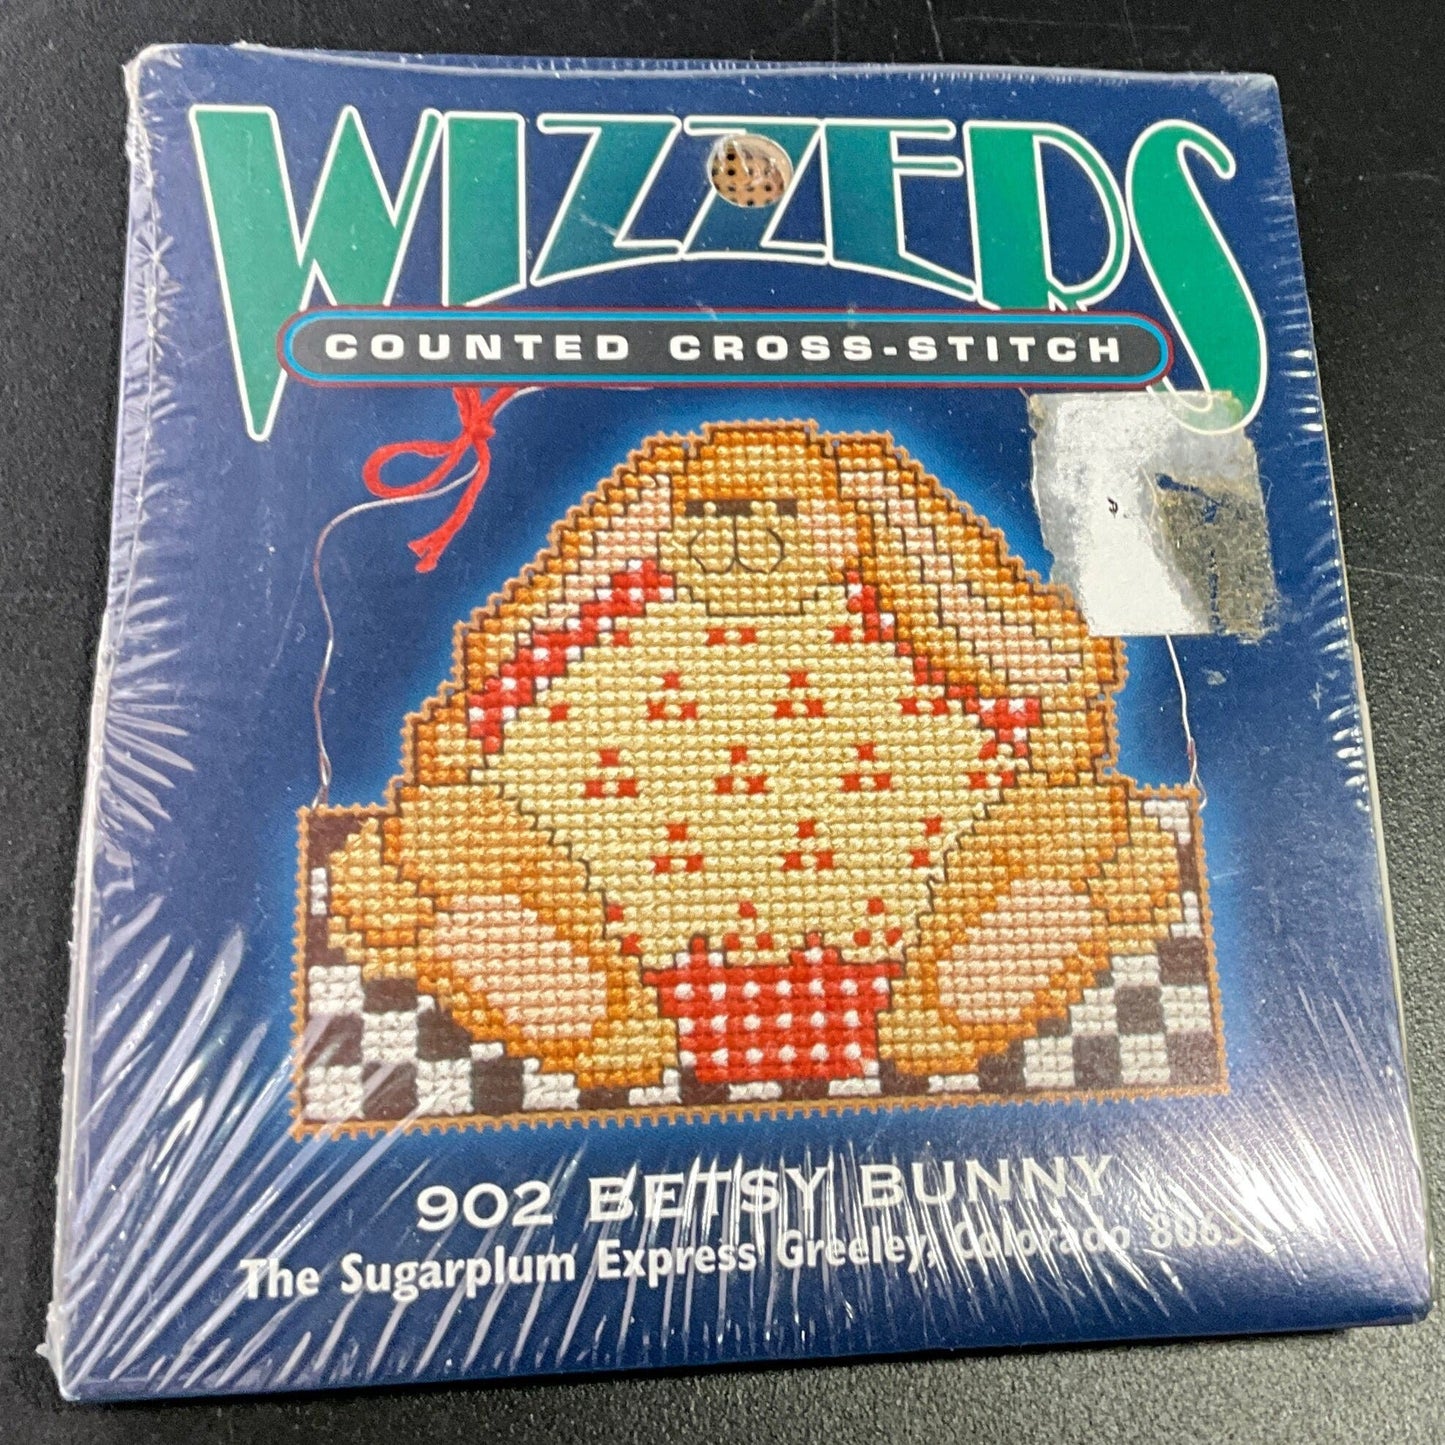 WIZZERS
COUNTED CROSS-STITCH
902 BETSY BUNNY
The Sugarplum Express Greeley, Colorado